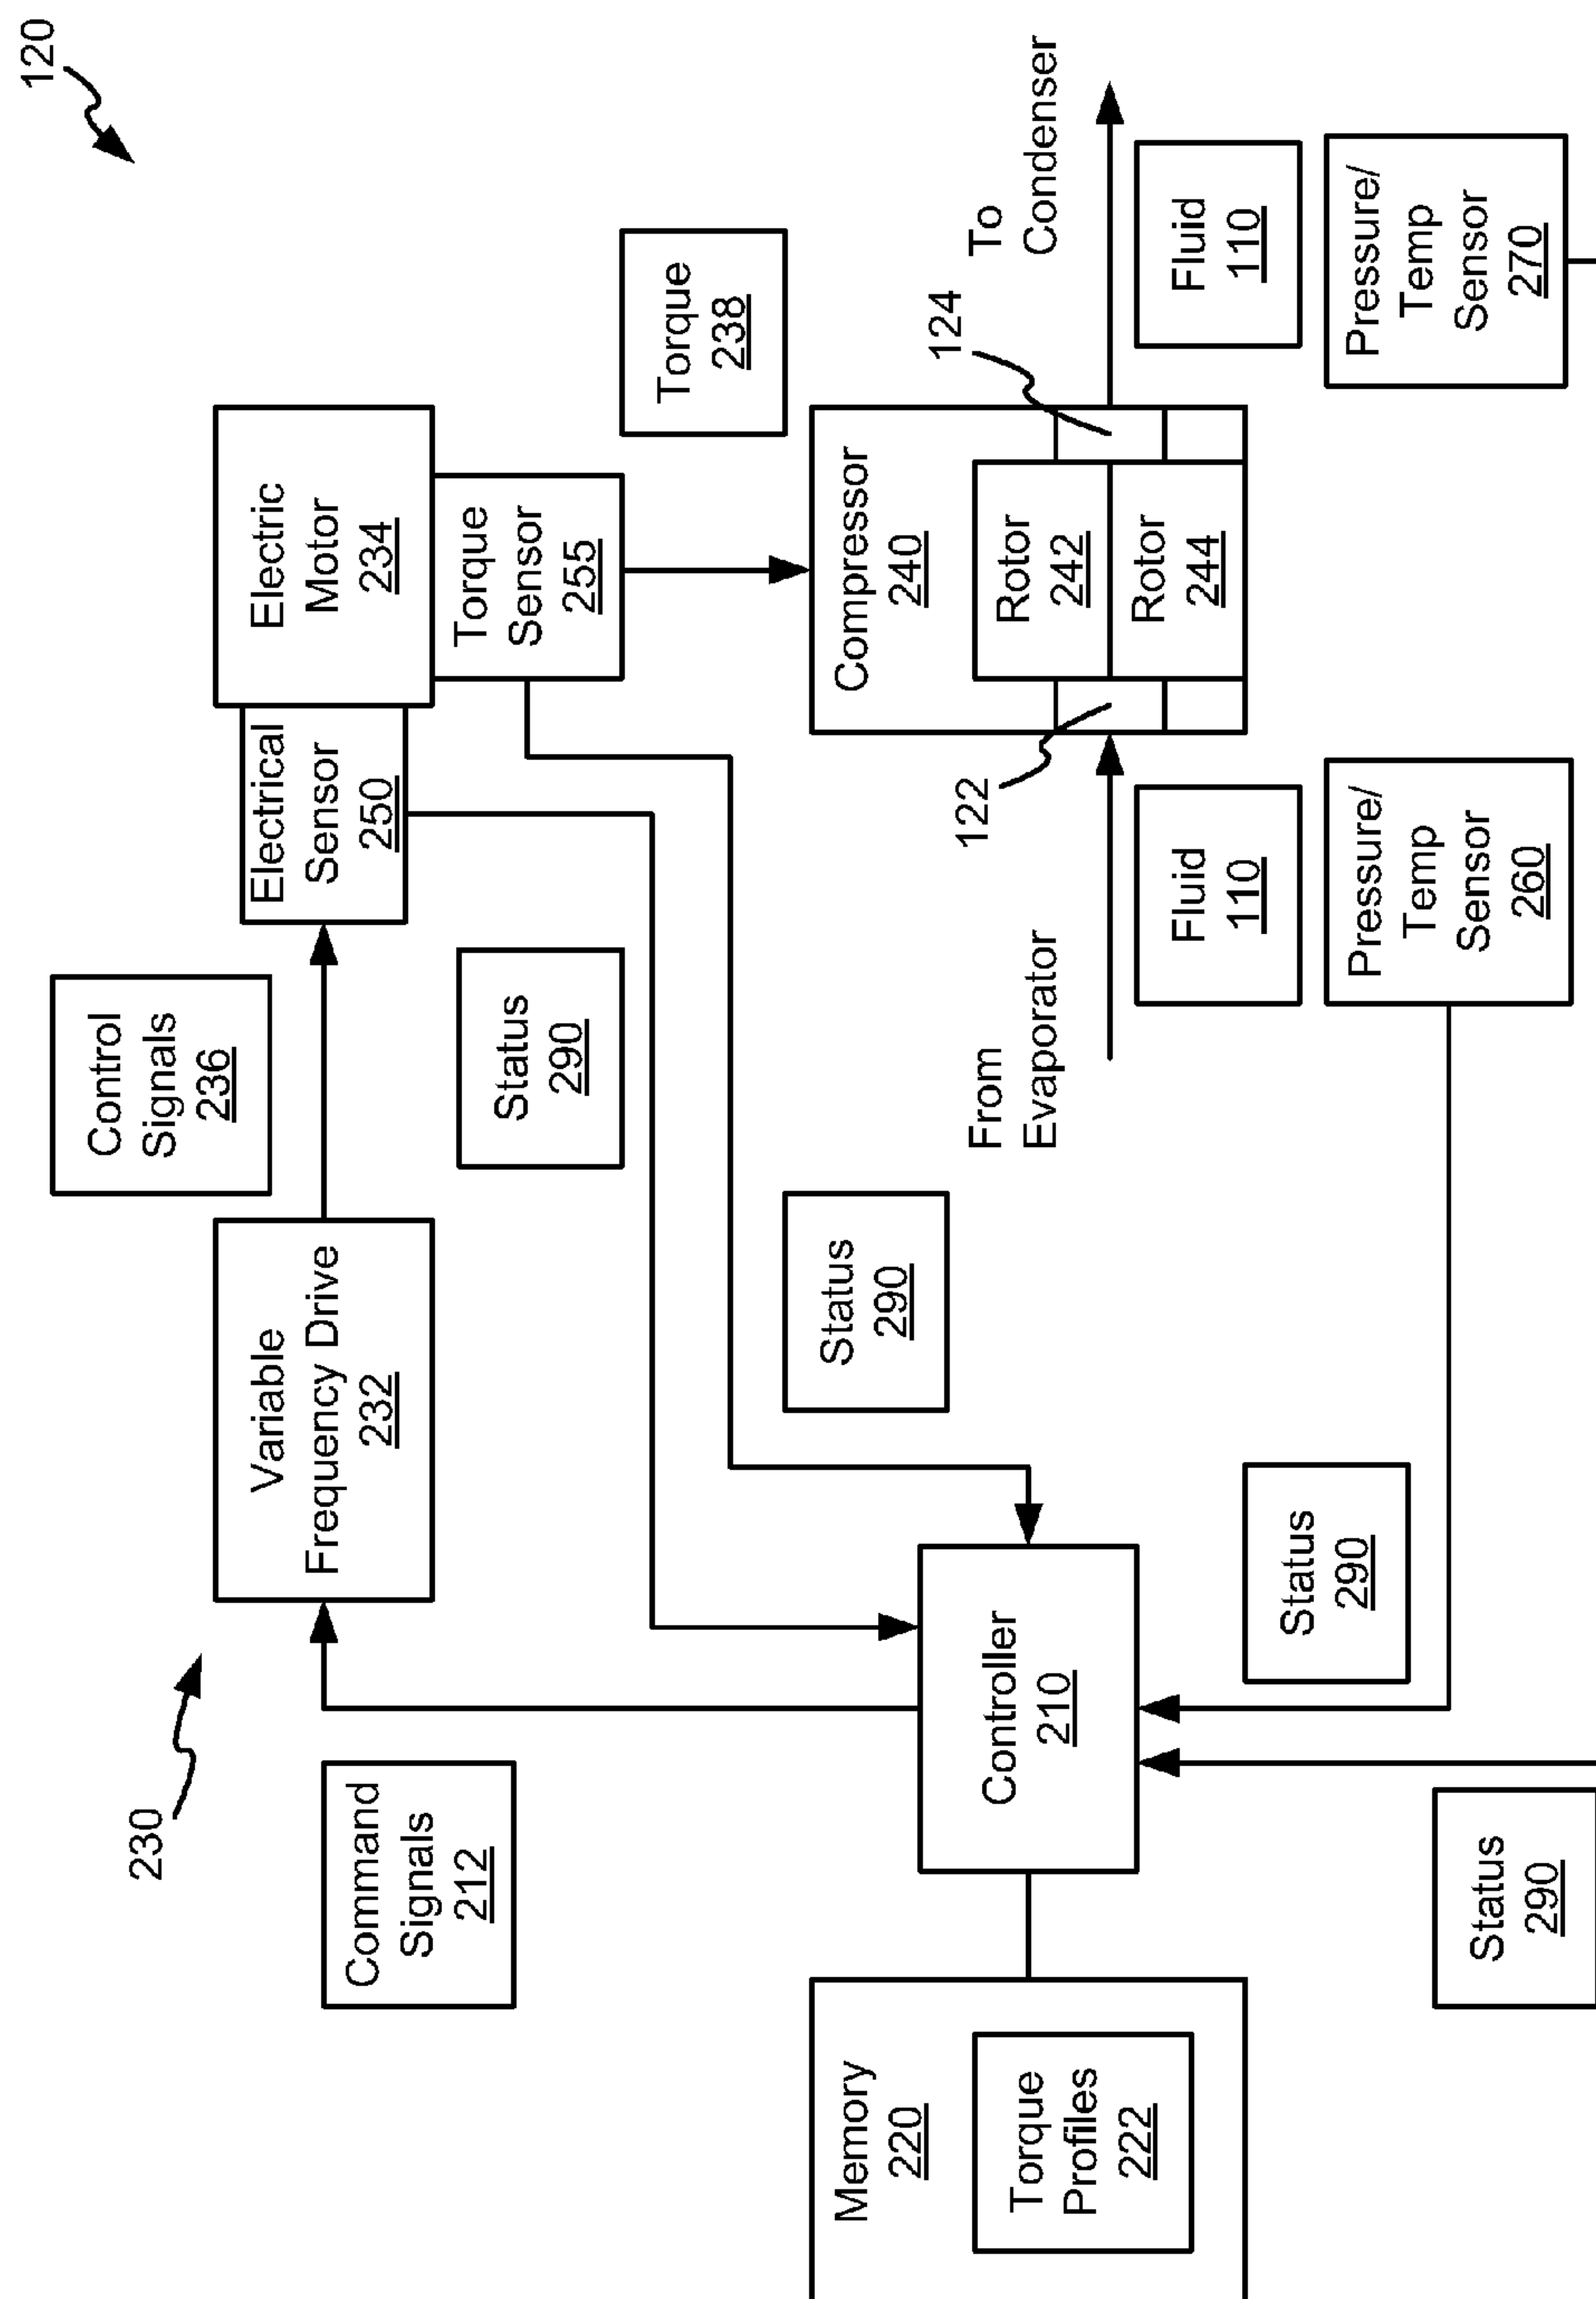 120
230
Command
Signals
212
Variable
Frequency Drive
232
Control
Signals
236
Electrical
Sensor
250
Electric
Motor
234
Torque
Sensor
255
Torque
238
Status
290
Status
290
Memory
220
Torque
Profiles
222
Controller
210
From
Evaporator
122
Compressor
240
Rotor
242
Rotor
244
124
To
Condenser
Fluid
110
Fluid
110
Status
290
Pressure/
Temp
Sensor
260
Pressure/
Temp
Sensor
270
Status
290